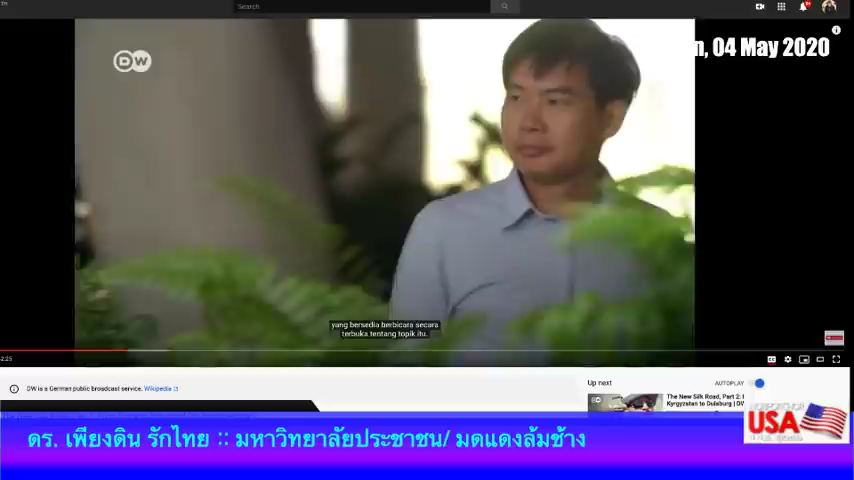 Search
DW
04 May 2020
yang bersedia berbicara secara
terbuka tentang topik itu.
2:25
DW is a German public broadcast service. Wikipedia
Up next
AUTOPLAY
The New Silk Road, Part 2:
Kyrgyzstan to Duisburg | DW
ดร. เพียงดิน รักไทย :: มหาวิทยาลัยประชาชน/ มดแดงล้มช้าง
USA